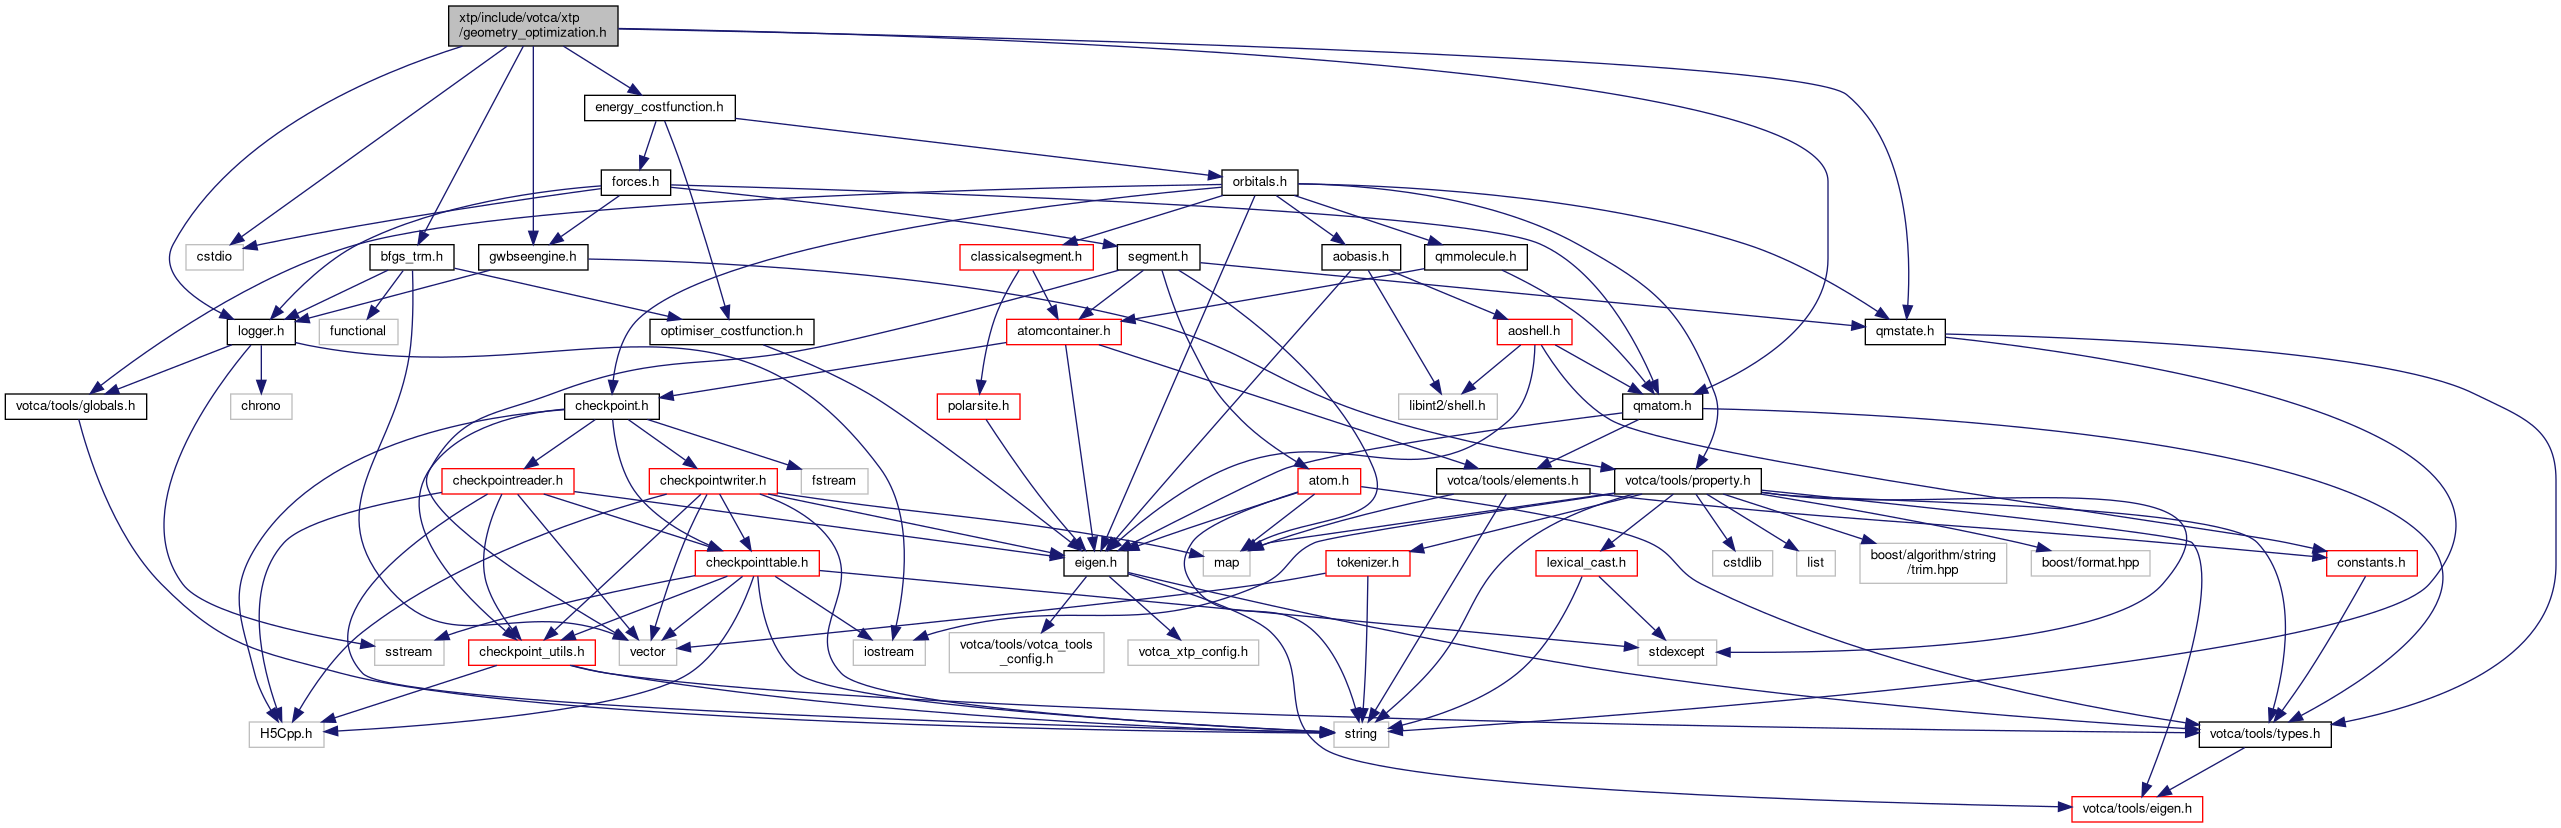 xtp/include/votca/xtp
/geometry_optimization.h
energy_costfunction.h
forces.h
orbitals.h
cstdio
bfgs_trm.h
gwbseengine.h
classicalsegment.h
segment.h
aobasis.h
qmmolecule.h
logger.h
functional
optimiser_costfunction.h
atomcontainer.h
aoshell.h
qmstate.h
votca/tools/globals.h
chrono
checkpoint.h
polarsite.h
libint2/shell.h
qmatom.h
checkpointreader.h
checkpointwriter.h
fstream
atom.h
votca/tools/elements.h
votca/tools/property.h
checkpointtable.h
eigen.h
map
tokenizer.h
lexical_cast.h
cstdlib
list
boost/algorithm/string
/trim.hpp
boost/format.hpp
constants.h
sstream
checkpoint_utils.h
vector
iostream
votca/tools/votca_tools
_config.h
votca_xtp_config.h
stdexcept
H5Cpp.h
string
votca/tools/types.h
votca/tools/eigen.h